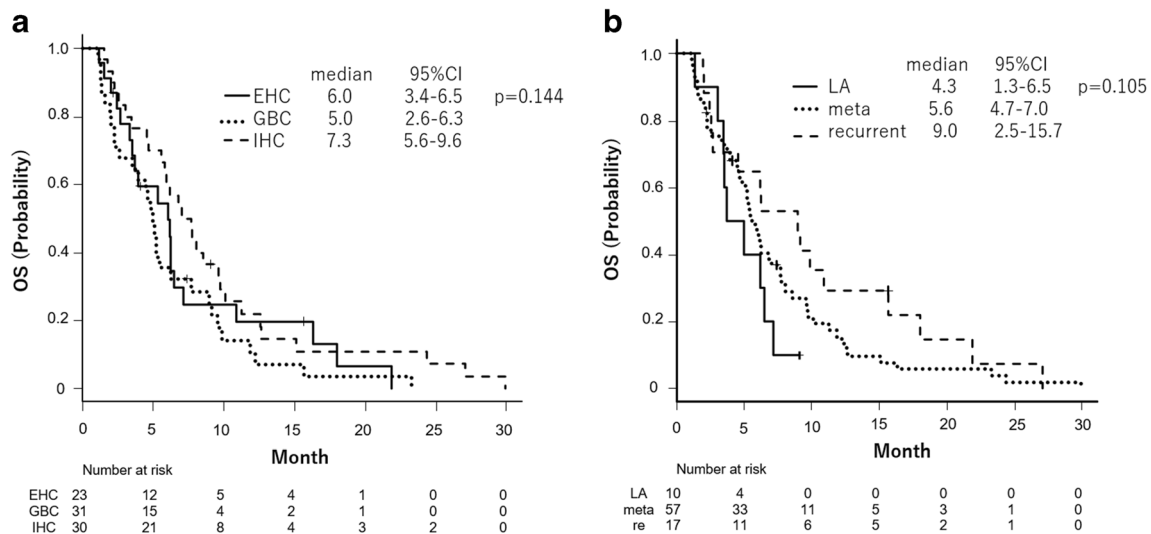 a
OS (Probability)
1.0
0.8
0.6
0.4
0.2
0
median 95%CI
EHC 6.0 3.4-6.5 p=0.144
GBC 5.0 2.6-6.3
IHC 7.3 5.6-9.6
0 5 10 15 20 25 30
Month
Number at risk
EHC 23 12 5 4 1 0 0
GBC 31 15 4 2 1 0 0
IHC 30 21 8 4 3 2 0
b
OS (Probability)
1.0
0.8
0.6
0.4
0.2
0
median 95%CI
LA 4.3 1.3-6.5 p=0.105
meta 5.6 4.7-7.0
recurrent 9.0 2.5-15.7
0 5 10 15 20 25 30
Month
Number at risk
LA 10 4 0 0 0 0 0
meta 57 33 11 5 3 1 0
re 17 11 6 5 2 1 0